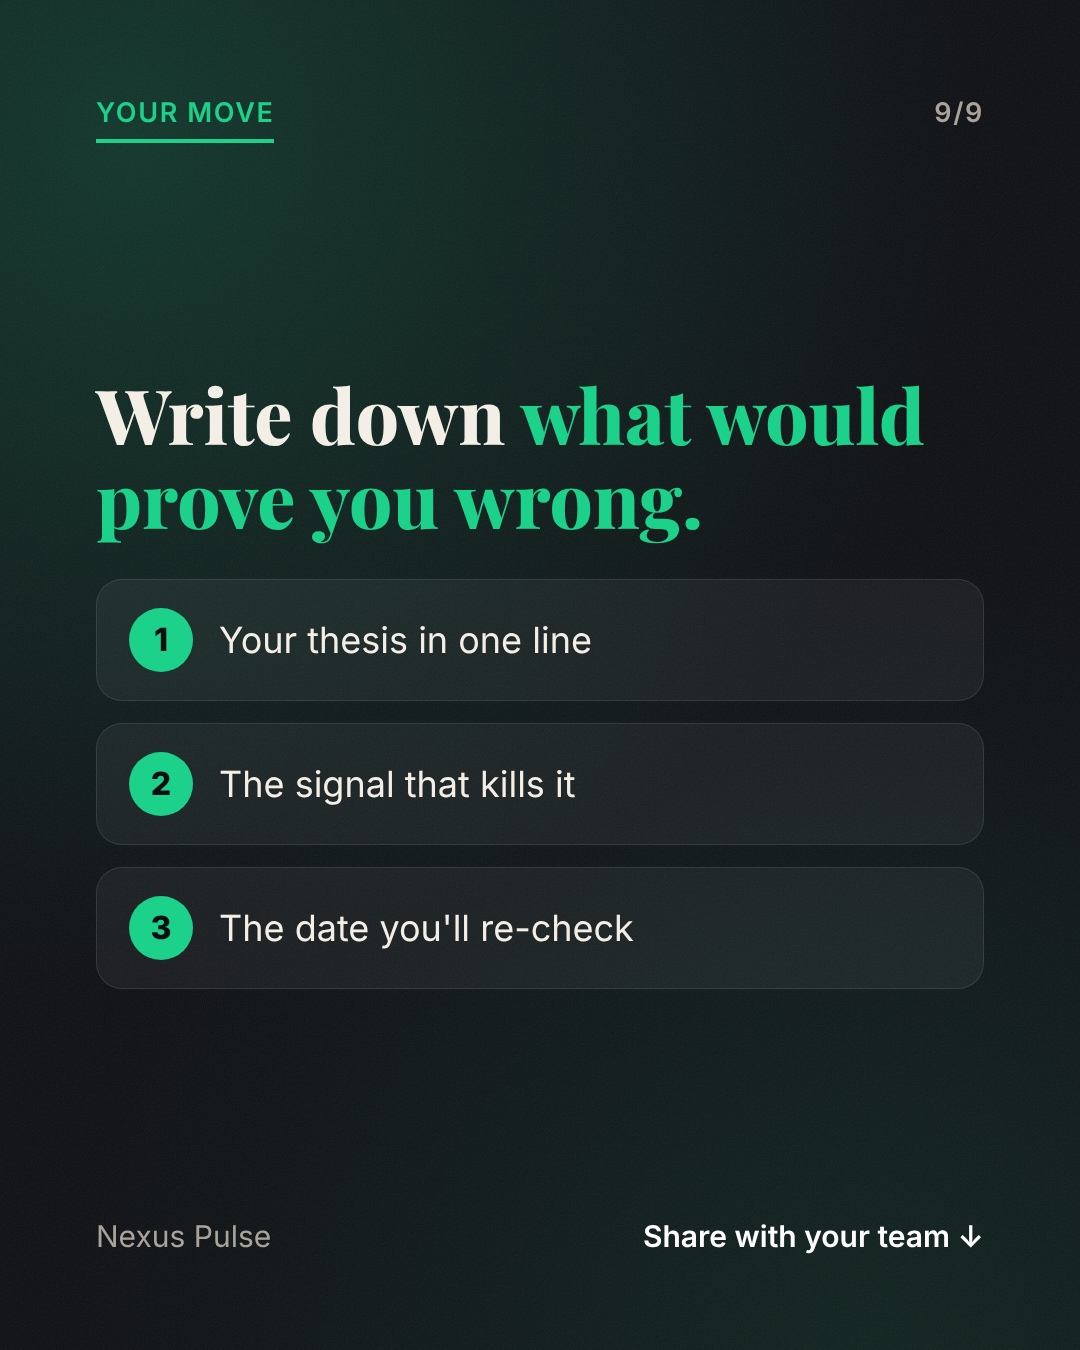 YOUR MOVE
9/9
Write down what would
prove you wrong.
1 Your thesis in one line
2 The signal that kills it
3 The date you'll re-check
Nexus Pulse
Share with your team ↓